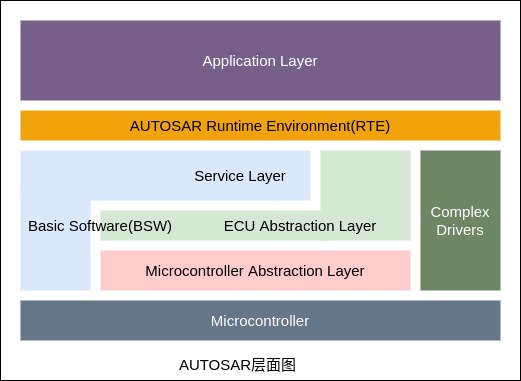 Application Layer
AUTOSAR Runtime Environment(RTE)
Service Layer
Basic Software(BSW)
ECU Abstraction Layer
Complex
Drivers
Microcontroller Abstraction Layer
Microcontroller
AUTOSAR层面图